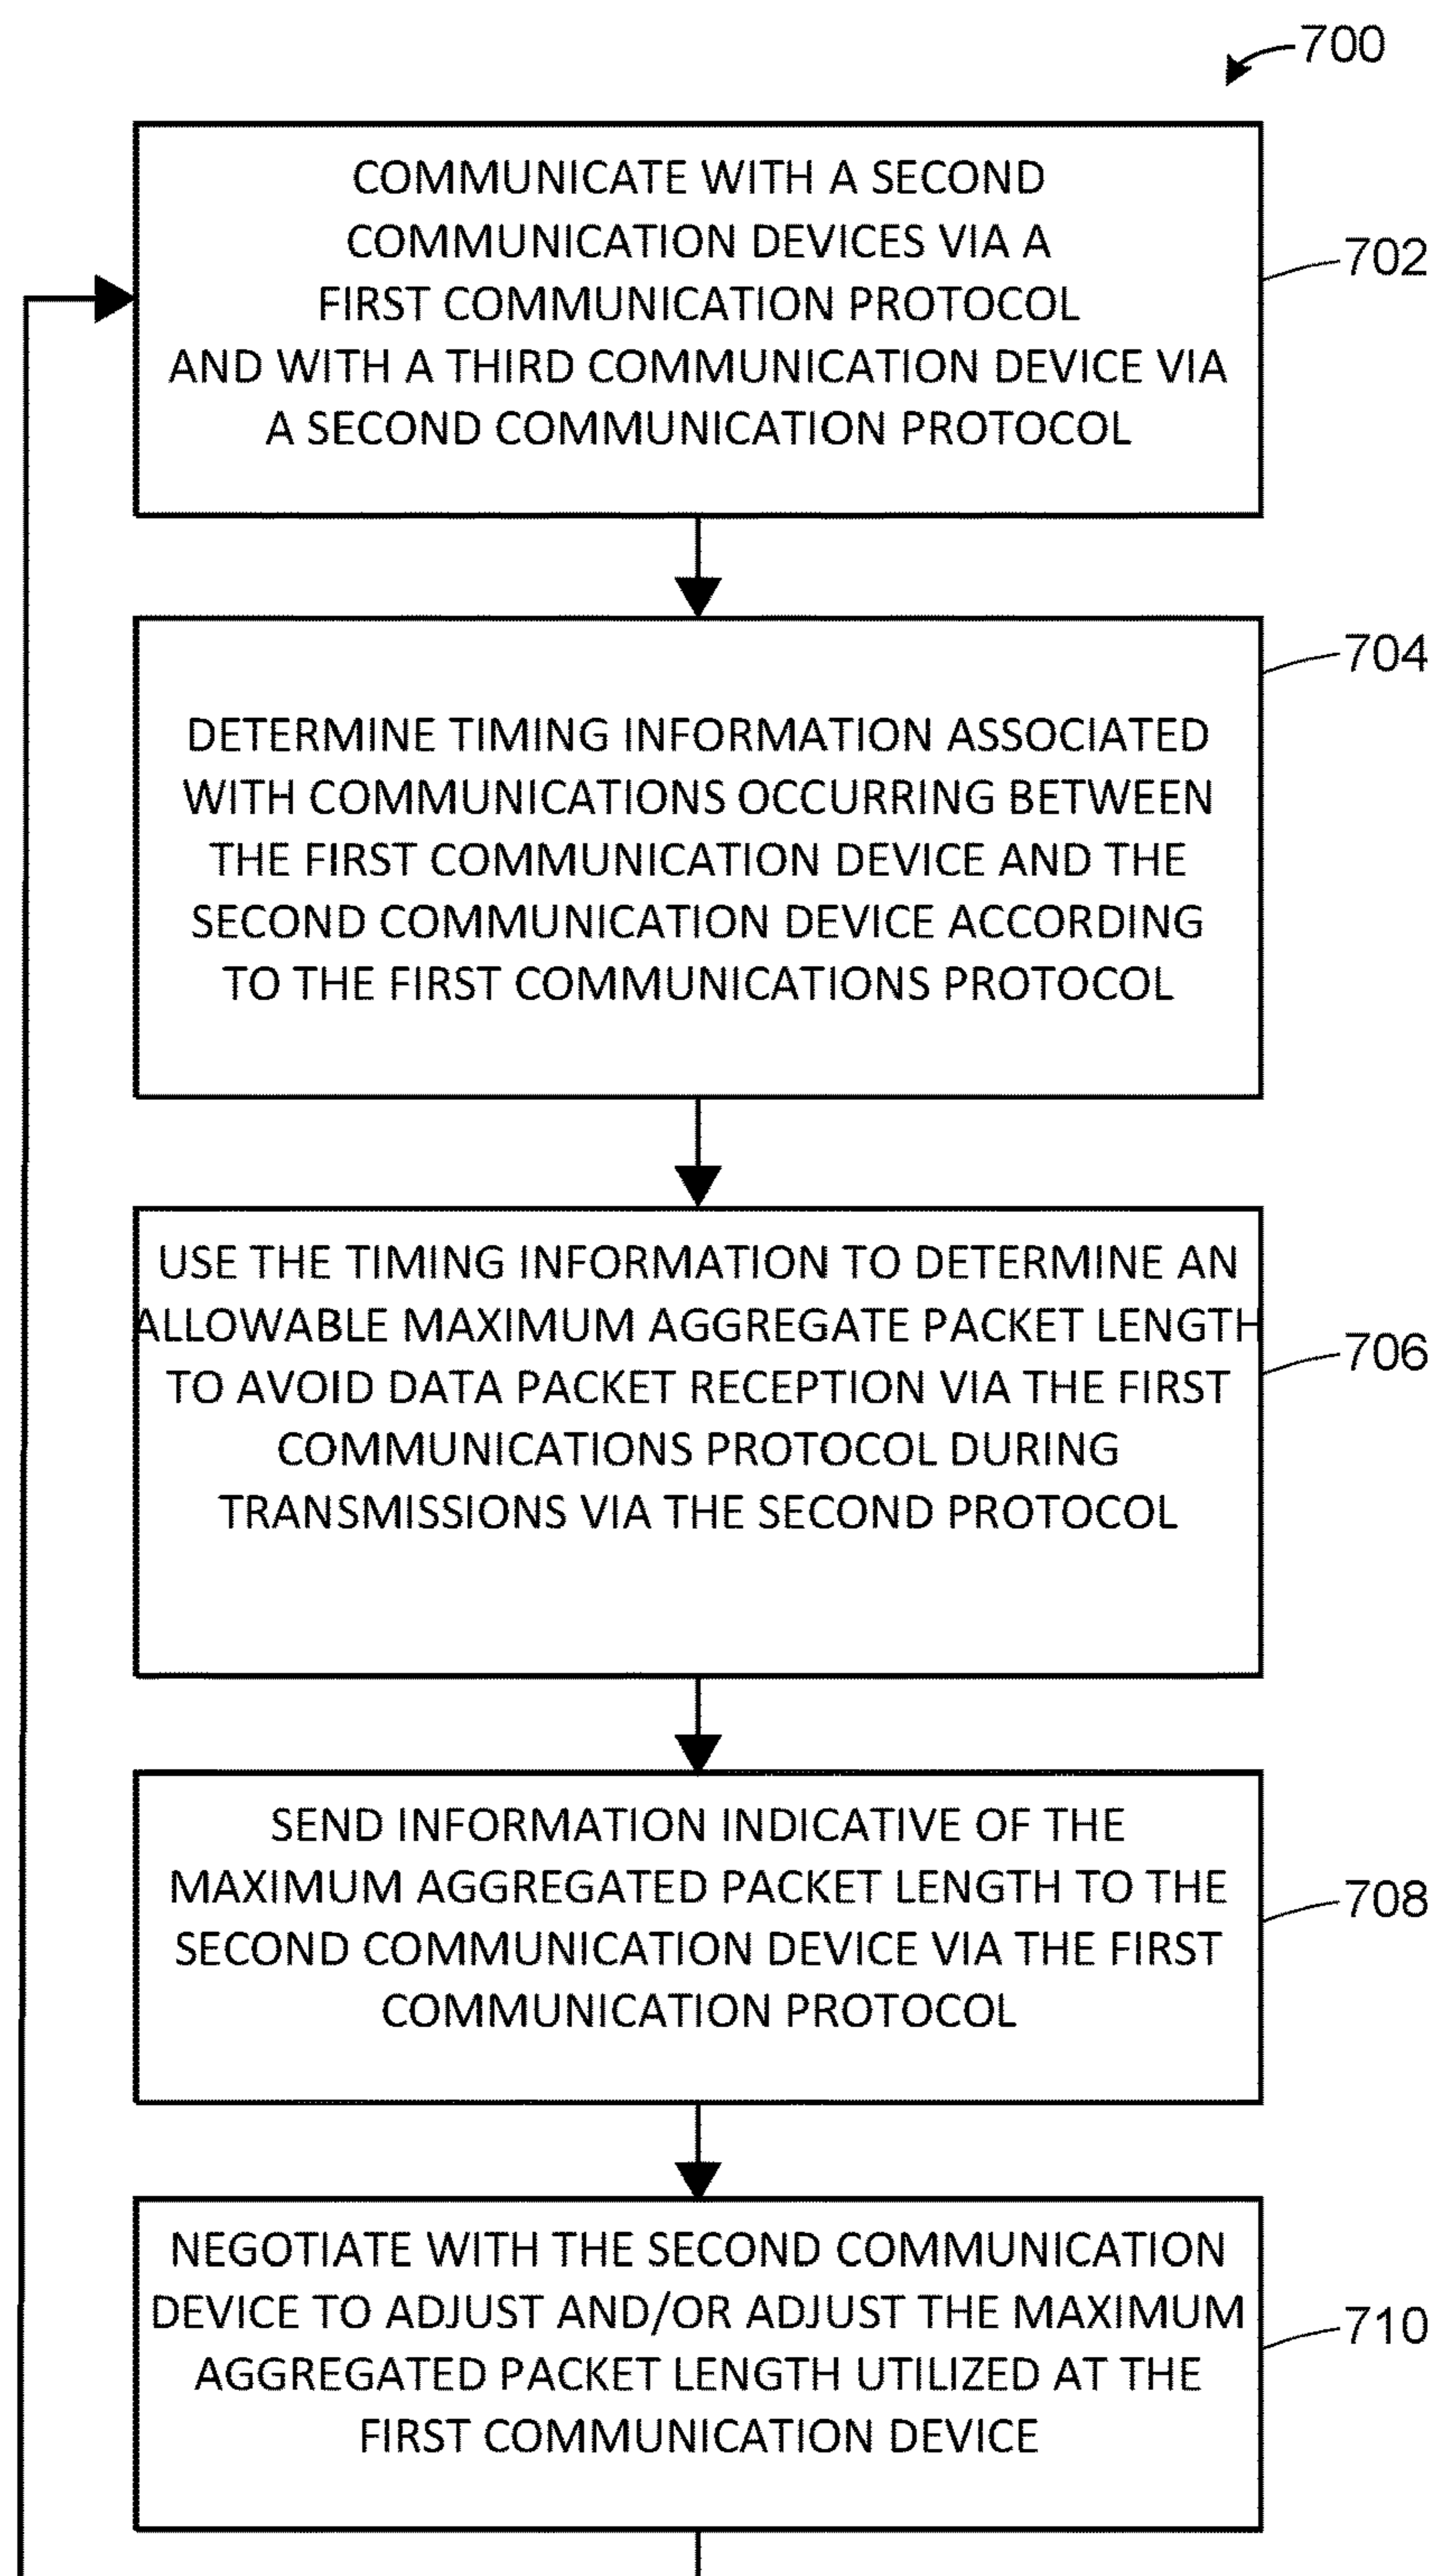 700
COMMUNICATE WITH A SECOND
COMMUNICATION DEVICES VIA A
FIRST COMMUNICATION PROTOCOL
AND WITH A THIRD COMMUNICATION DEVICE VIA
A SECOND COMMUNICATION PROTOCOL
702
DETERMINE TIMING INFORMATION ASSOCIATED
WITH COMMUNICATIONS OCCURRING BETWEEN
THE FIRST COMMUNICATION DEVICE AND THE
SECOND COMMUNICATION DEVICE ACCORDING
TO THE FIRST COMMUNICATIONS PROTOCOL
704
USE THE TIMING INFORMATION TO DETERMINE AN
ALLOWABLE MAXIMUM AGGREGATE PACKET LENGTH
TO AVOID DATA PACKET RECEPTION VIA THE FIRST
COMMUNICATIONS PROTOCOL DURING
TRANSMISSIONS VIA THE SECOND PROTOCOL
706
SEND INFORMATION INDICATIVE OF THE
MAXIMUM AGGREGATED PACKET LENGTH TO THE
SECOND COMMUNICATION DEVICE VIA THE FIRST
COMMUNICATION PROTOCOL
708
NEGOTIATE WITH THE SECOND COMMUNICATION
DEVICE TO ADJUST AND/OR ADJUST THE MAXIMUM
AGGREGATED PACKET LENGTH UTILIZED AT THE
FIRST COMMUNICATION DEVICE
710